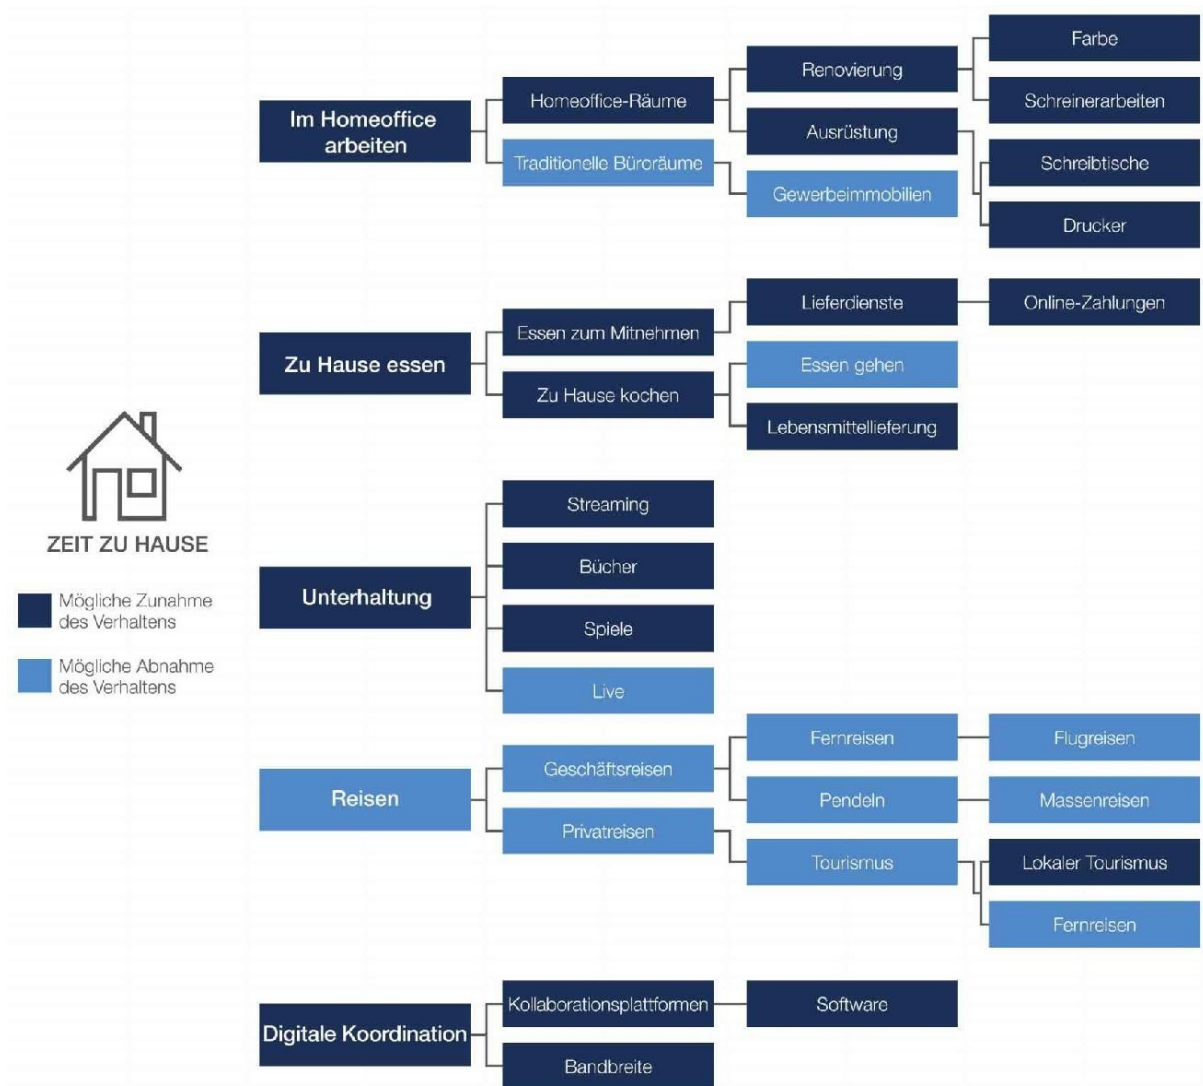 Im Homeoffice
arbeiten
Homeoffice-Räume
Traditionelle Büroräume
Renovierung
Ausrüstung
Gewerbeimmobilien
Farbe
Schreinerarbeiten
Schreibtische
Drucker
Zu Hause essen
Essen zum Mitnehmen
Zu Hause kochen
Lieferdienste
Essen gehen
Lebensmittellieferung
Online-Zahlungen
ZEIT ZU HAUSE
Mögliche Zunahme
des Verhaltens
Mögliche Abnahme
des Verhaltens
Unterhaltung
Streaming
Bücher
Spiele
Live
Reisen
Geschäftsreisen
Privatreisen
Fernreisen
Pendeln
Tourismus
Flugreisen
Massenreisen
Lokaler Tourismus
Fernreisen
Digitale Koordination
Kollaborationsplattformen
Bandbreite
Software